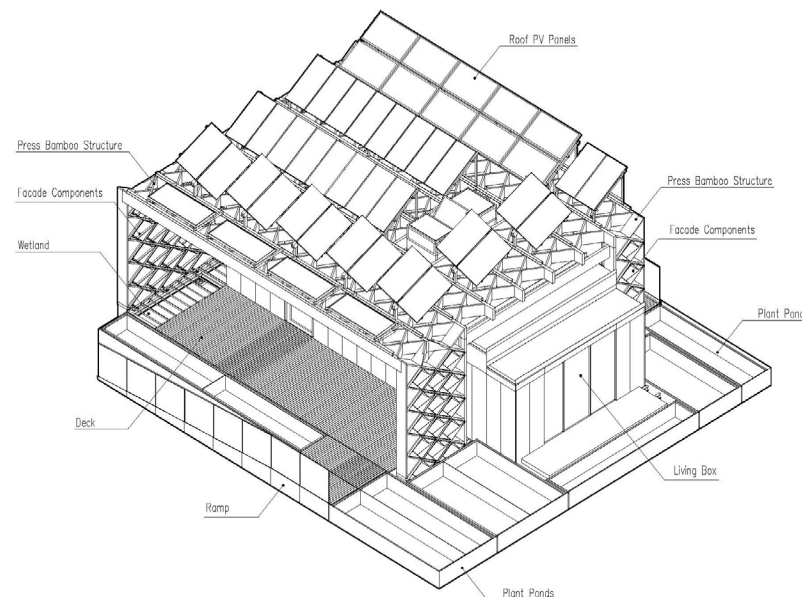 Roof PV Panels
Press Bamboo Structure
Press Bamboo Structure
Facade Components
Facade Components
Wetland
Plant Pond
Deck
Living Box
Ramp
Plant Ponds